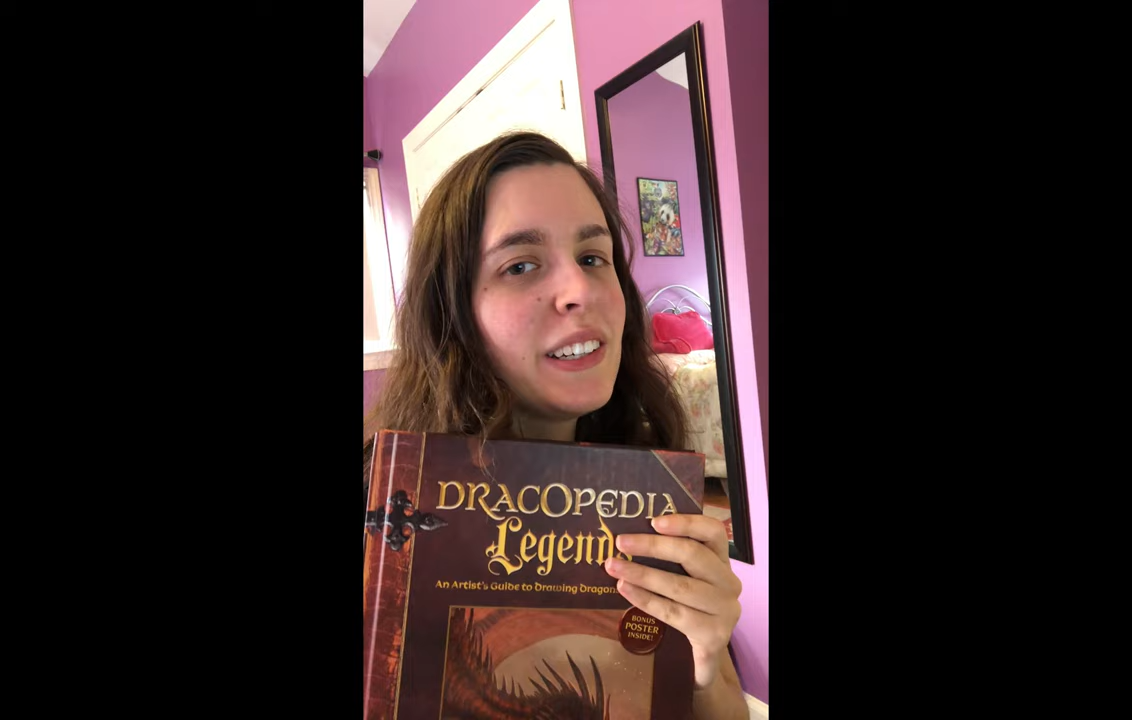 DRACOPEDIA
Legends
An Artist's Guide to Drawing Dragons
BONUS
POSTER
INSIDE!